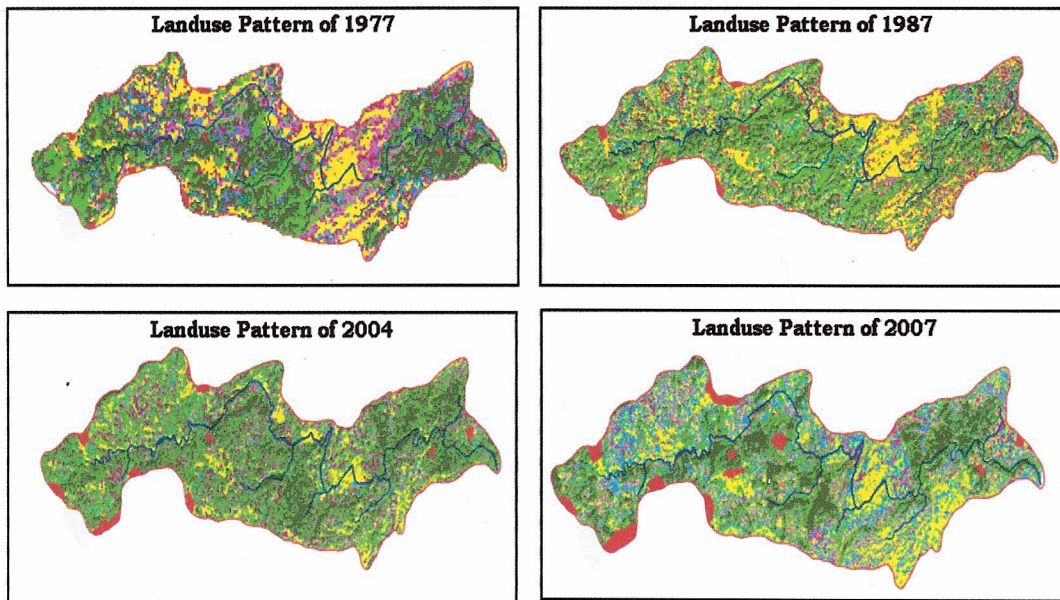 Landuse Pattern of 1977
Landuse Pattern of 1987
Landuse Pattern of 2004
Landuse Pattern of 2007